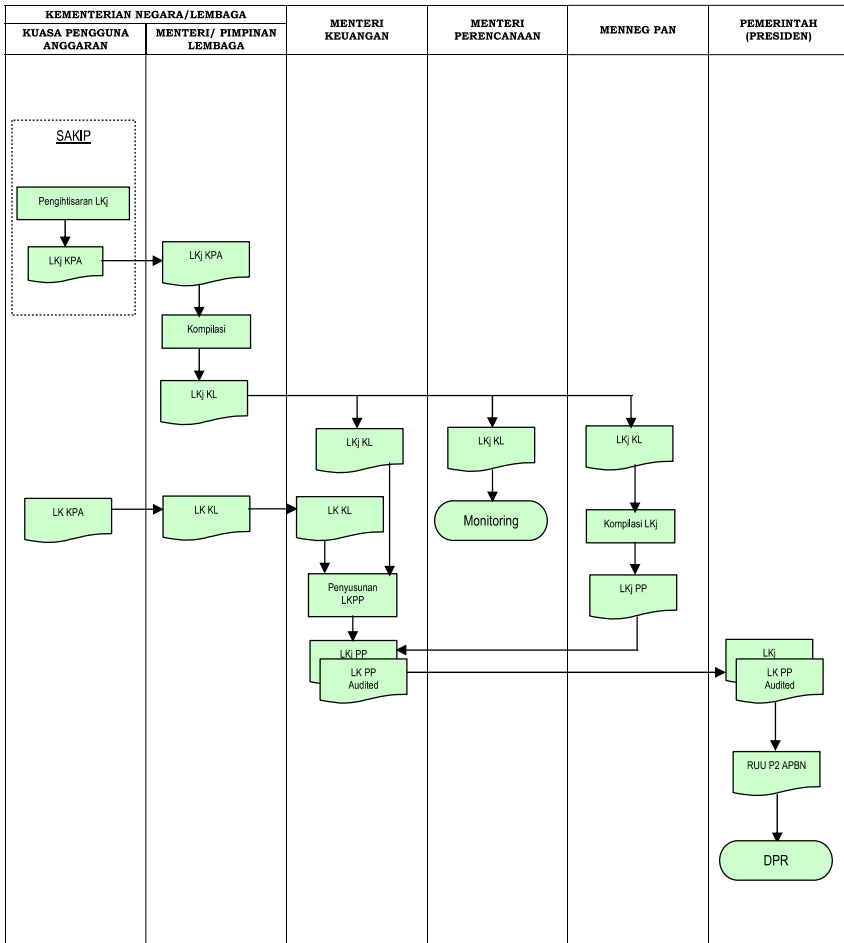 KEMENTERIAN NEGARA/LEMBAGA
KUASA PENGGUNA
ANGGARAN
MENTERI/ PIMPINAN
LEMBAGA
MENTERI
KEUANGAN
MENTERI
PERENCANAAN
MENNEG PAN
PEMERINTAH
(PRESIDEN)
SAKIP
Pengihtisaran LKj
LKj KPA
LKj KPA
Kompilasi
LKj KL
LKj KL
LKj KL
LKj KL
LK KPA
LK KL
LK KL
Monitoring
Kompilasi LKj
Penyusunan
LKPP
LKj PP
LKj PP
LK PP
Audited
LKj
LK PP
Audited
RUU P2 APBN
DPR